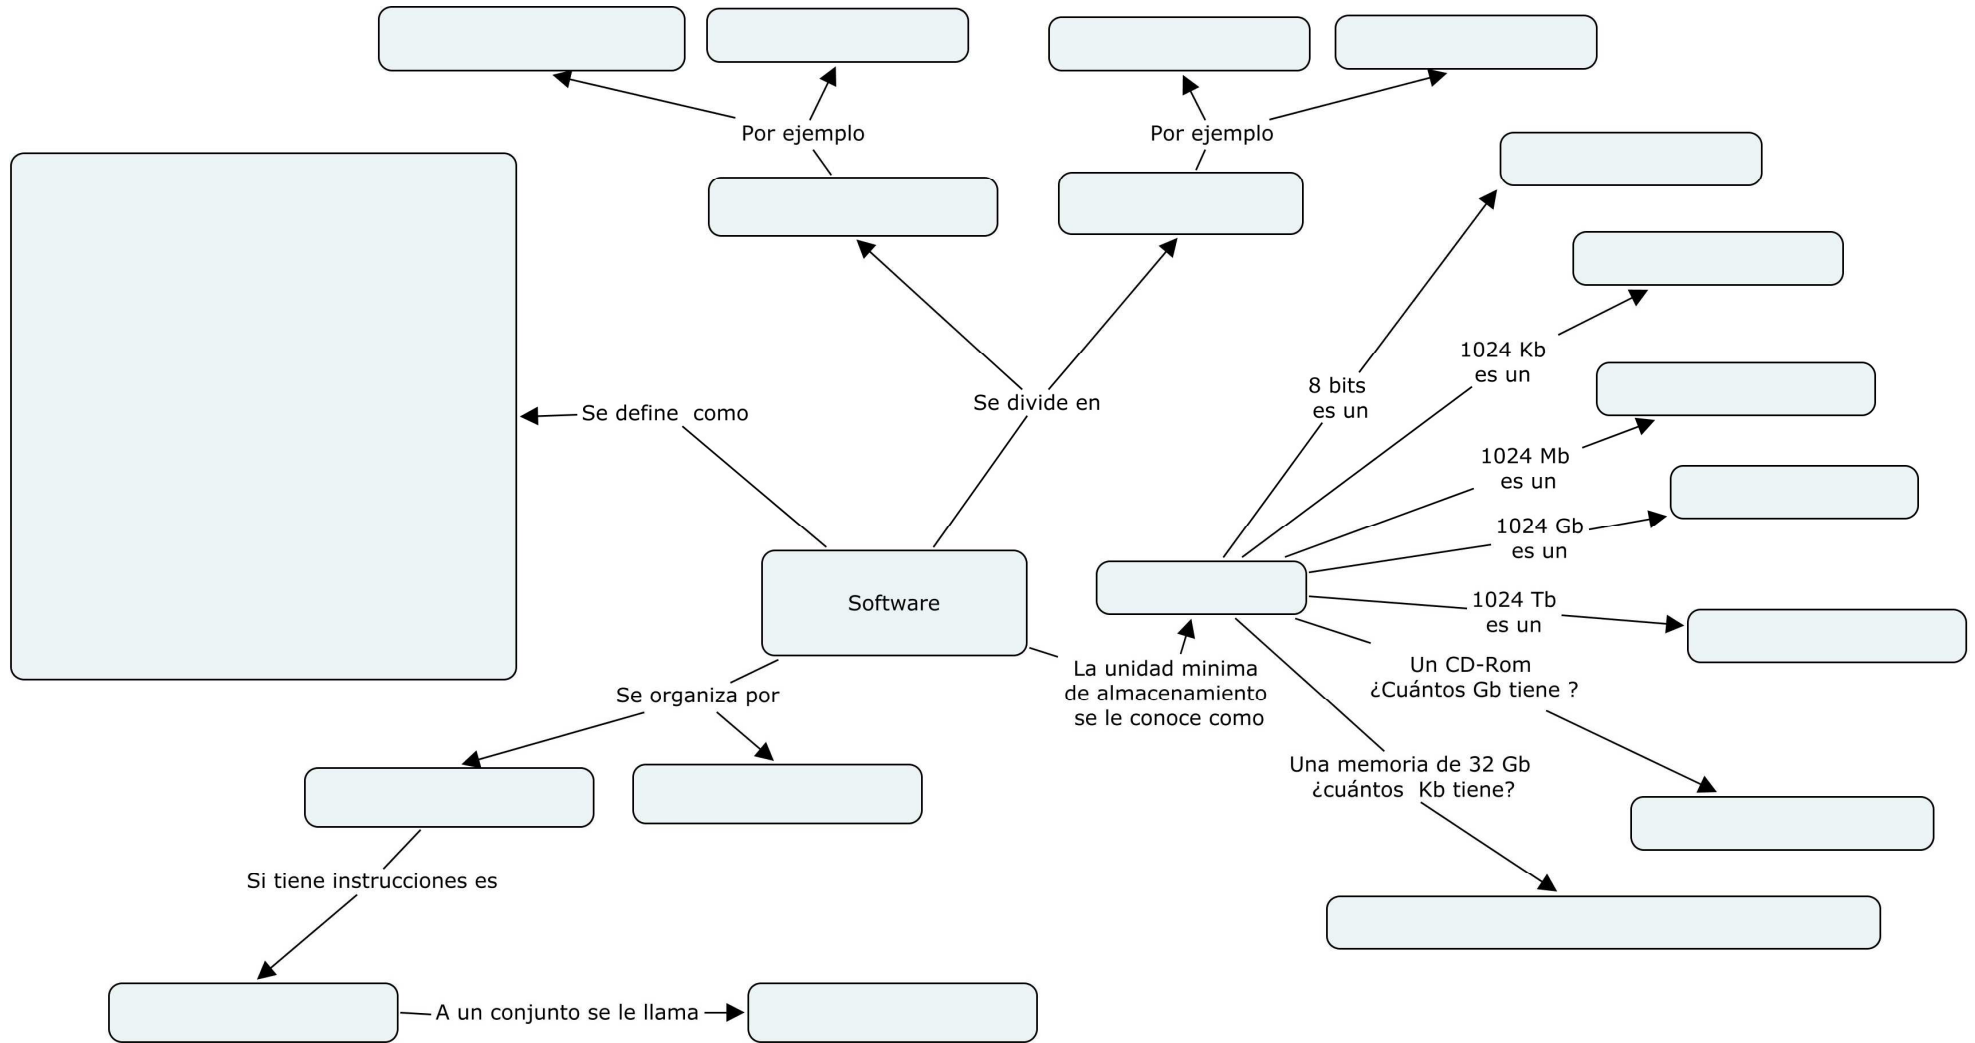 Por ejemplo
Por ejemplo
1024 Kb
es un
8 bits
es un
Se define  como
Se divide en
1024 Mb
es un
1024 Gb
es un
Software
1024 Tb
es un
La unidad minima
de almacenamiento
se le conoce como
Un CD-Rom
¿Cuántos Gb tiene ?
Se organiza por
Una memoria de 32 Gb
¿cuántos  Kb tiene?
Si tiene instrucciones es
A un conjunto se le llama